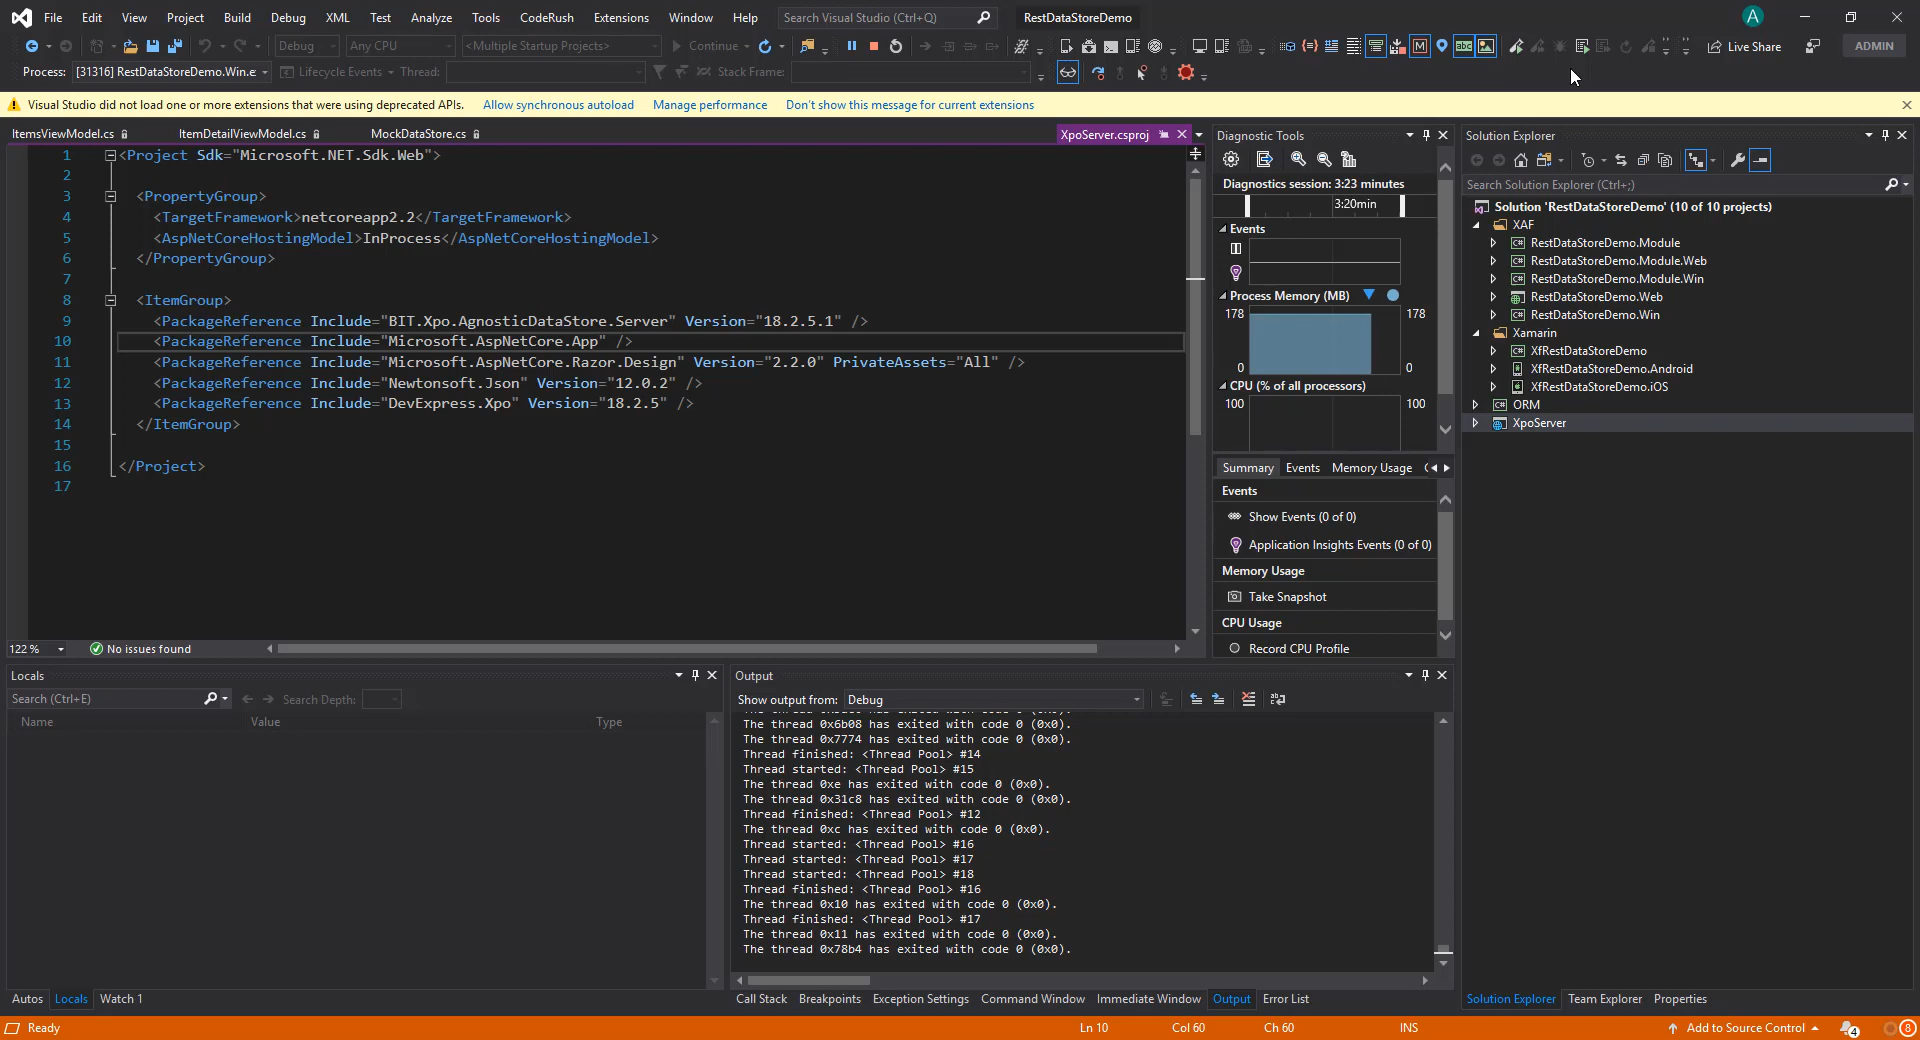 File Edit View Project Build Debug XML Test Analyze Tools CodeRush Extensions Window Help Search Visual Studio (Ctrl+Q) RestDataStoreDemo A
Debug Any CPU <Multiple Startup Projects> Continue Live Share ADMIN
Process: [31316] RestDataStoreDemo.Win.e Lifecycle Events Thread: Stack Frame:
Visual Studio did not load one or more extensions that were using deprecated APIs. Allow synchronous autoload Manage performance Don't show this message for current extensions
ItemsViewModel.cs ItemDetailViewModel.cs MockDataStore.cs XpoServer.csproj
1 <Project Sdk="Microsoft.NET.Sdk.Web">
2
3 <PropertyGroup>
4 <TargetFramework>netcoreapp2.2</TargetFramework>
5 <AspNetCoreHostingModel>InProcess</AspNetCoreHostingModel>
6 </PropertyGroup>
7
8 <ItemGroup>
9 <PackageReference Include="BIT.Xpo.AgnosticDataStore.Server" Version="18.2.5.1" />
10 <PackageReference Include="Microsoft.AspNetCore.App" />
11 <PackageReference Include="Microsoft.AspNetCore.Razor.Design" Version="2.2.0" PrivateAssets="All" />
12 <PackageReference Include="Newtonsoft.Json" Version="12.0.2" />
13 <PackageReference Include="DevExpress.Xpo" Version="18.2.5" />
14 </ItemGroup>
15
16 </Project>
17
122 % No issues found
Diagnostic Tools
Diagnostics session: 3:23 minutes
3:20min
Events
Process Memory (MB)
178 178
0 0
CPU (% of all processors)
100 100
Summary Events Memory Usage
Events
Show Events (0 of 0)
Application Insights Events (0 of 0)
Memory Usage
Take Snapshot
CPU Usage
Record CPU Profile
Solution Explorer
Search Solution Explorer (Ctrl+;)
Solution 'RestDataStoreDemo' (10 of 10 projects)
XAF
RestDataStoreDemo.Module
RestDataStoreDemo.Module.Web
RestDataStoreDemo.Module.Win
RestDataStoreDemo.Web
RestDataStoreDemo.Win
Xamarin
XfRestDataStoreDemo
XfRestDataStoreDemo.Android
XfRestDataStoreDemo.iOS
ORM
XpoServer
Locals
Search (Ctrl+E) Search Depth:
Name Value Type
Output
Show output from: Debug
The thread 0x6b08 has exited with code 0 (0x0).
The thread 0x7774 has exited with code 0 (0x0).
Thread finished: <Thread Pool> #14
Thread started: <Thread Pool> #15
The thread 0xe has exited with code 0 (0x0).
The thread 0x31c8 has exited with code 0 (0x0).
Thread finished: <Thread Pool> #12
The thread 0xc has exited with code 0 (0x0).
Thread started: <Thread Pool> #16
Thread started: <Thread Pool> #17
Thread started: <Thread Pool> #18
Thread finished: <Thread Pool> #16
The thread 0x10 has exited with code 0 (0x0).
Thread finished: <Thread Pool> #17
The thread 0x11 has exited with code 0 (0x0).
The thread 0x78b4 has exited with code 0 (0x0).
Autos Locals Watch 1
Call Stack Breakpoints Exception Settings Command Window Immediate Window Output Error List
Solution Explorer Team Explorer Properties
Ready Ln 10 Col 60 Ch 60 INS Add to Source Control 4 8